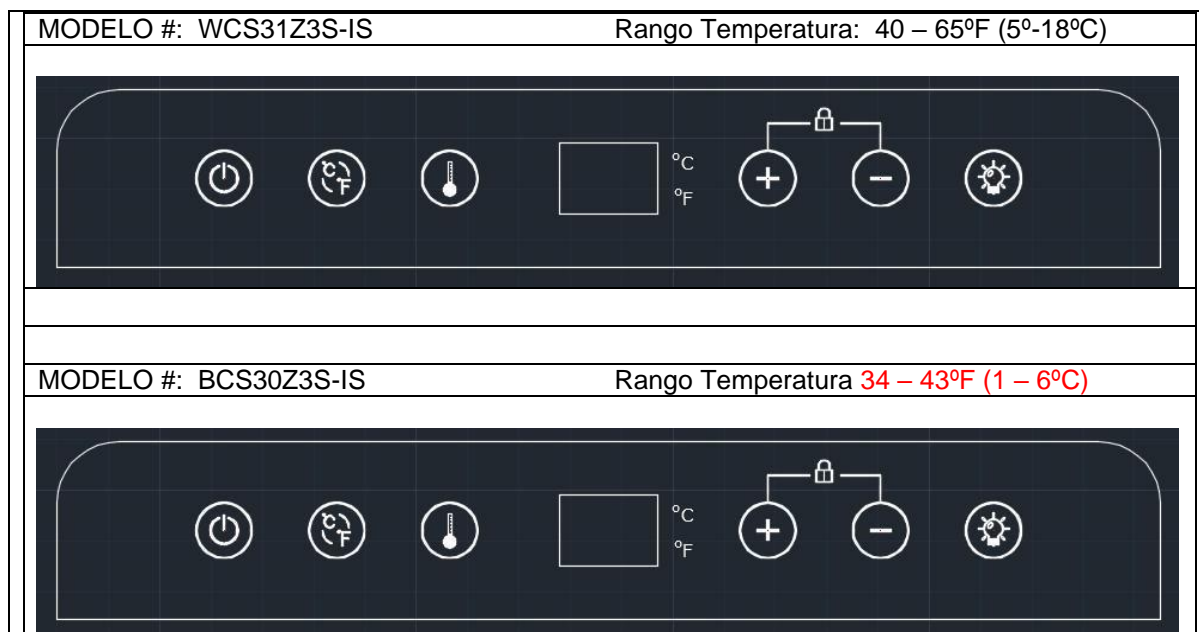 MODELO #: WCS31Z3S-IS Rango Temperatura: 40 – 65ºF (5º-18ºC)
°C
F
°C
°F
+ −
MODELO #: BCS30Z3S-IS Rango Temperatura 34 – 43ºF (1 – 6ºC)
°C
F
°C
°F
+ −